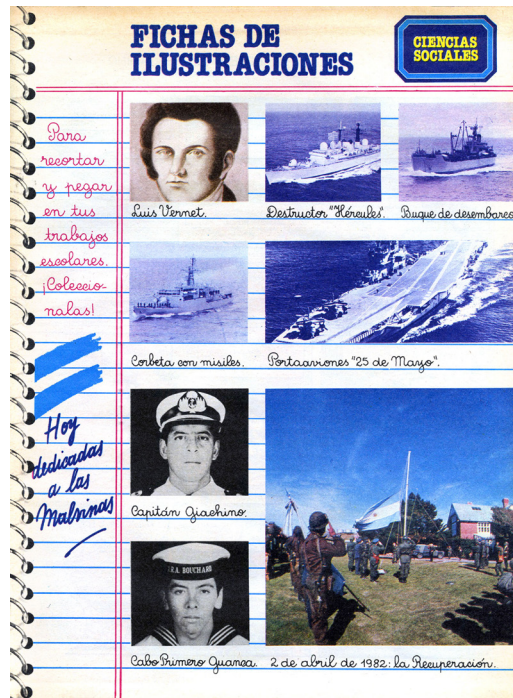 FICHAS DE
ILUSTRACIONES
CIENCIAS
SOCIALES
Para
recortar
y pegar
en tus
trabajos
escolares.
¡Coleccio-
nalas!
Hoy
dedicadas
a las
Malvinas
Luis Vernet.
Destructor "Hércules".
Buque de desembarco
Corbeta con misiles.
Portaaviones "25 de Mayo".
Capitán Giachino.
A.R.A. BOUCHARD
Cabo Primero Guanca.
2 de abril de 1982: la Recuperación.